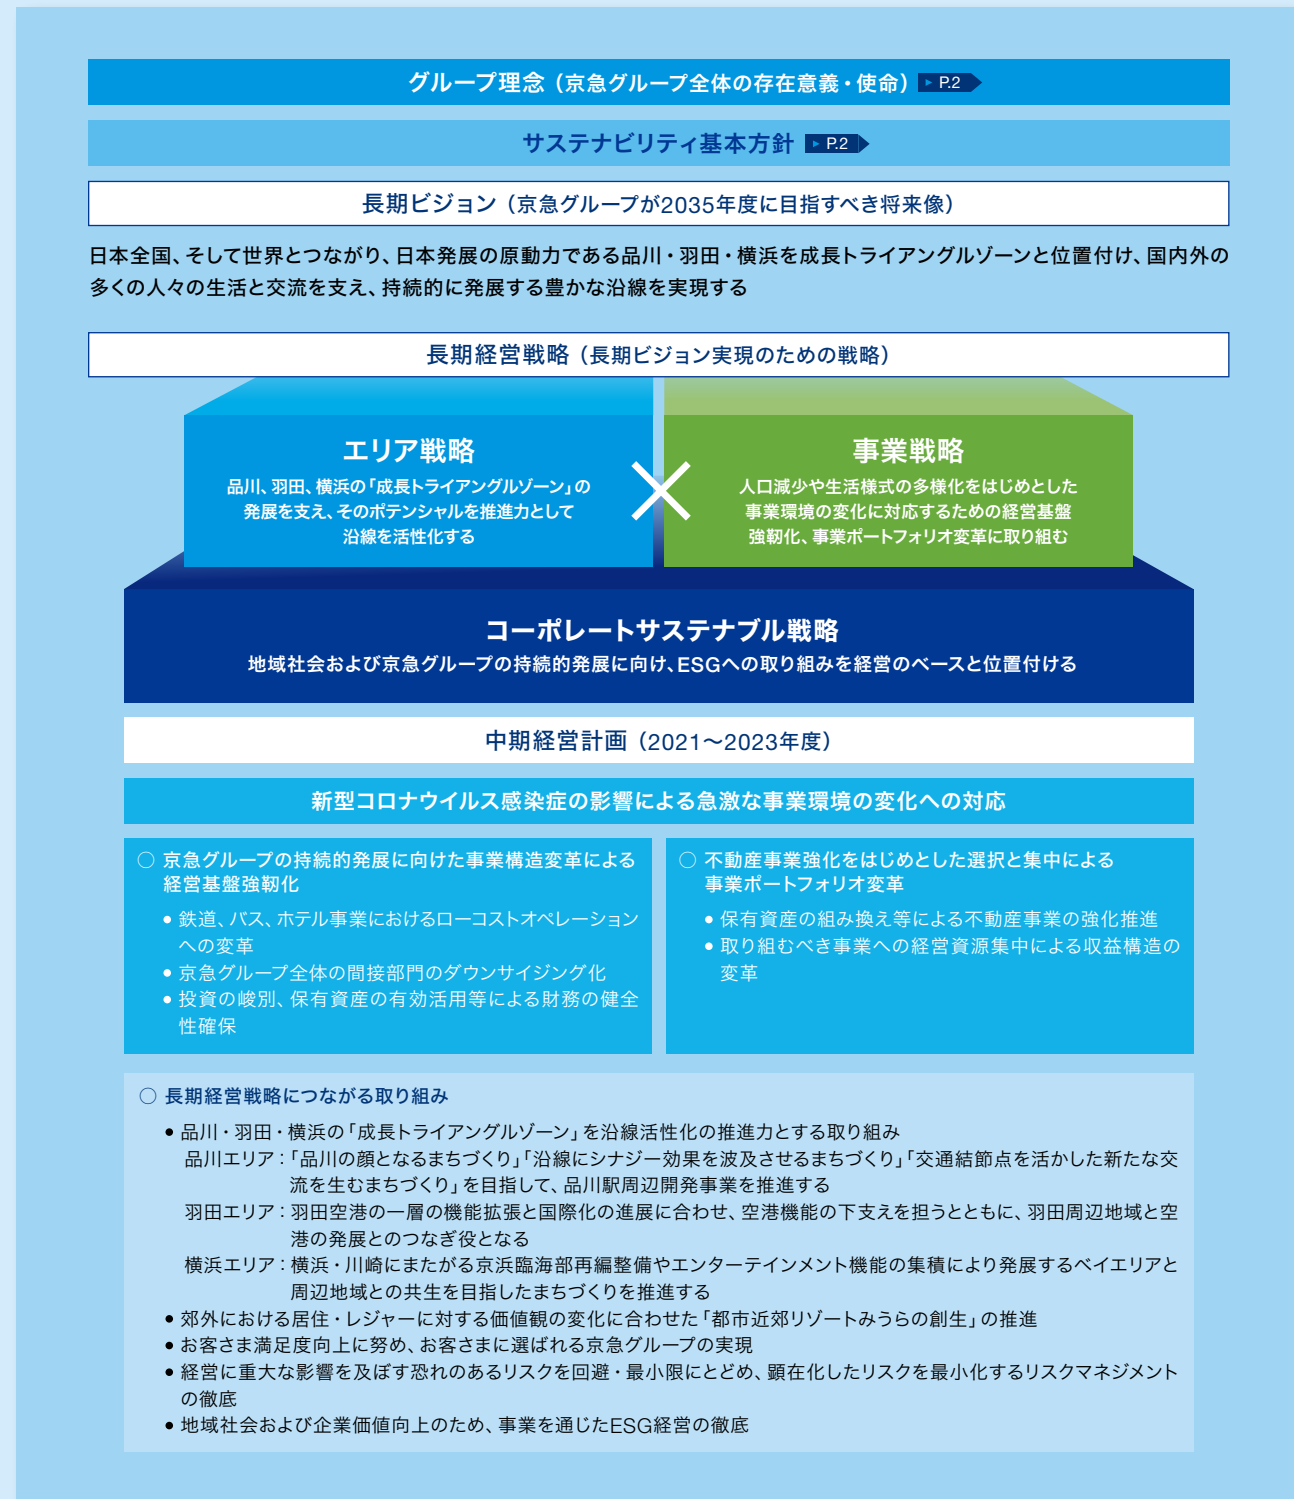 グループ理念（京急グループ全体の存在意義・使命） P.2
サステナビリティ基本方針 P.2
長期ビジョン（京急グループが2035年度に目指すべき将来像）
日本全国、そして世界とつながり、日本発展の原動力である品川・羽田・横浜を成長トライアングルゾーンと位置付け、国内外の
多くの人々の生活と交流を支え、持続的に発展する豊かな沿線を実現する
長期経営戦略（長期ビジョン実現のための戦略）
エリア戦略
品川、羽田、横浜の「成長トライアングルゾーン」の
発展を支え、そのポテンシャルを推進力として
沿線を活性化する
事業戦略
人口減少や生活様式の多様化をはじめとした
事業環境の変化に対応するための経営基盤
強靭化、事業ポートフォリオ変革に取り組む
コーポレートサステナブル戦略
地域社会および京急グループの持続的発展に向け、ESGへの取り組みを経営のベースと位置付ける
中期経営計画（2021〜2023年度）
新型コロナウイルス感染症の影響による急激な事業環境の変化への対応
○ 京急グループの持続的発展に向けた事業構造変革による
経営基盤強靭化
● 鉄道、バス、ホテル事業におけるローコストオペレーション
への変革
● 京急グループ全体の間接部門のダウンサイジング化
● 投資の峻別、保有資産の有効活用等による財務の健全
性確保
○ 不動産事業強化をはじめとした選択と集中による
事業ポートフォリオ変革
● 保有資産の組み換え等による不動産事業の強化推進
● 取り組むべき事業への経営資源集中による収益構造の
変革
○ 長期経営戦略につながる取り組み
● 品川・羽田・横浜の「成長トライアングルゾーン」を沿線活性化の推進力とする取り組み
品川エリア：「品川の顔となるまちづくり」「沿線にシナジー効果を波及させるまちづくり」「交通結節点を活かした新たな交
流を生むまちづくり」を目指して、品川駅周辺開発事業を推進する
羽田エリア：羽田空港の一層の機能拡張と国際化の進展に合わせ、空港機能の下支えを担うとともに、羽田周辺地域と空
港の発展とのつなぎ役となる
横浜エリア：横浜・川崎にまたがる京浜臨海部再編整備やエンターテインメント機能の集積により発展するベイエリアと
周辺地域との共生を目指したまちづくりを推進する
● 郊外における居住・レジャーに対する価値観の変化に合わせた「都市近郊リゾートみうらの創生」の推進
● お客さま満足度向上に努め、お客さまに選ばれる京急グループの実現
● 経営に重大な影響を及ぼす恐れのあるリスクを回避・最小限にとどめ、顕在化したリスクを最小化するリスクマネジメント
の徹底
● 地域社会および企業価値向上のため、事業を通じたESG経営の徹底